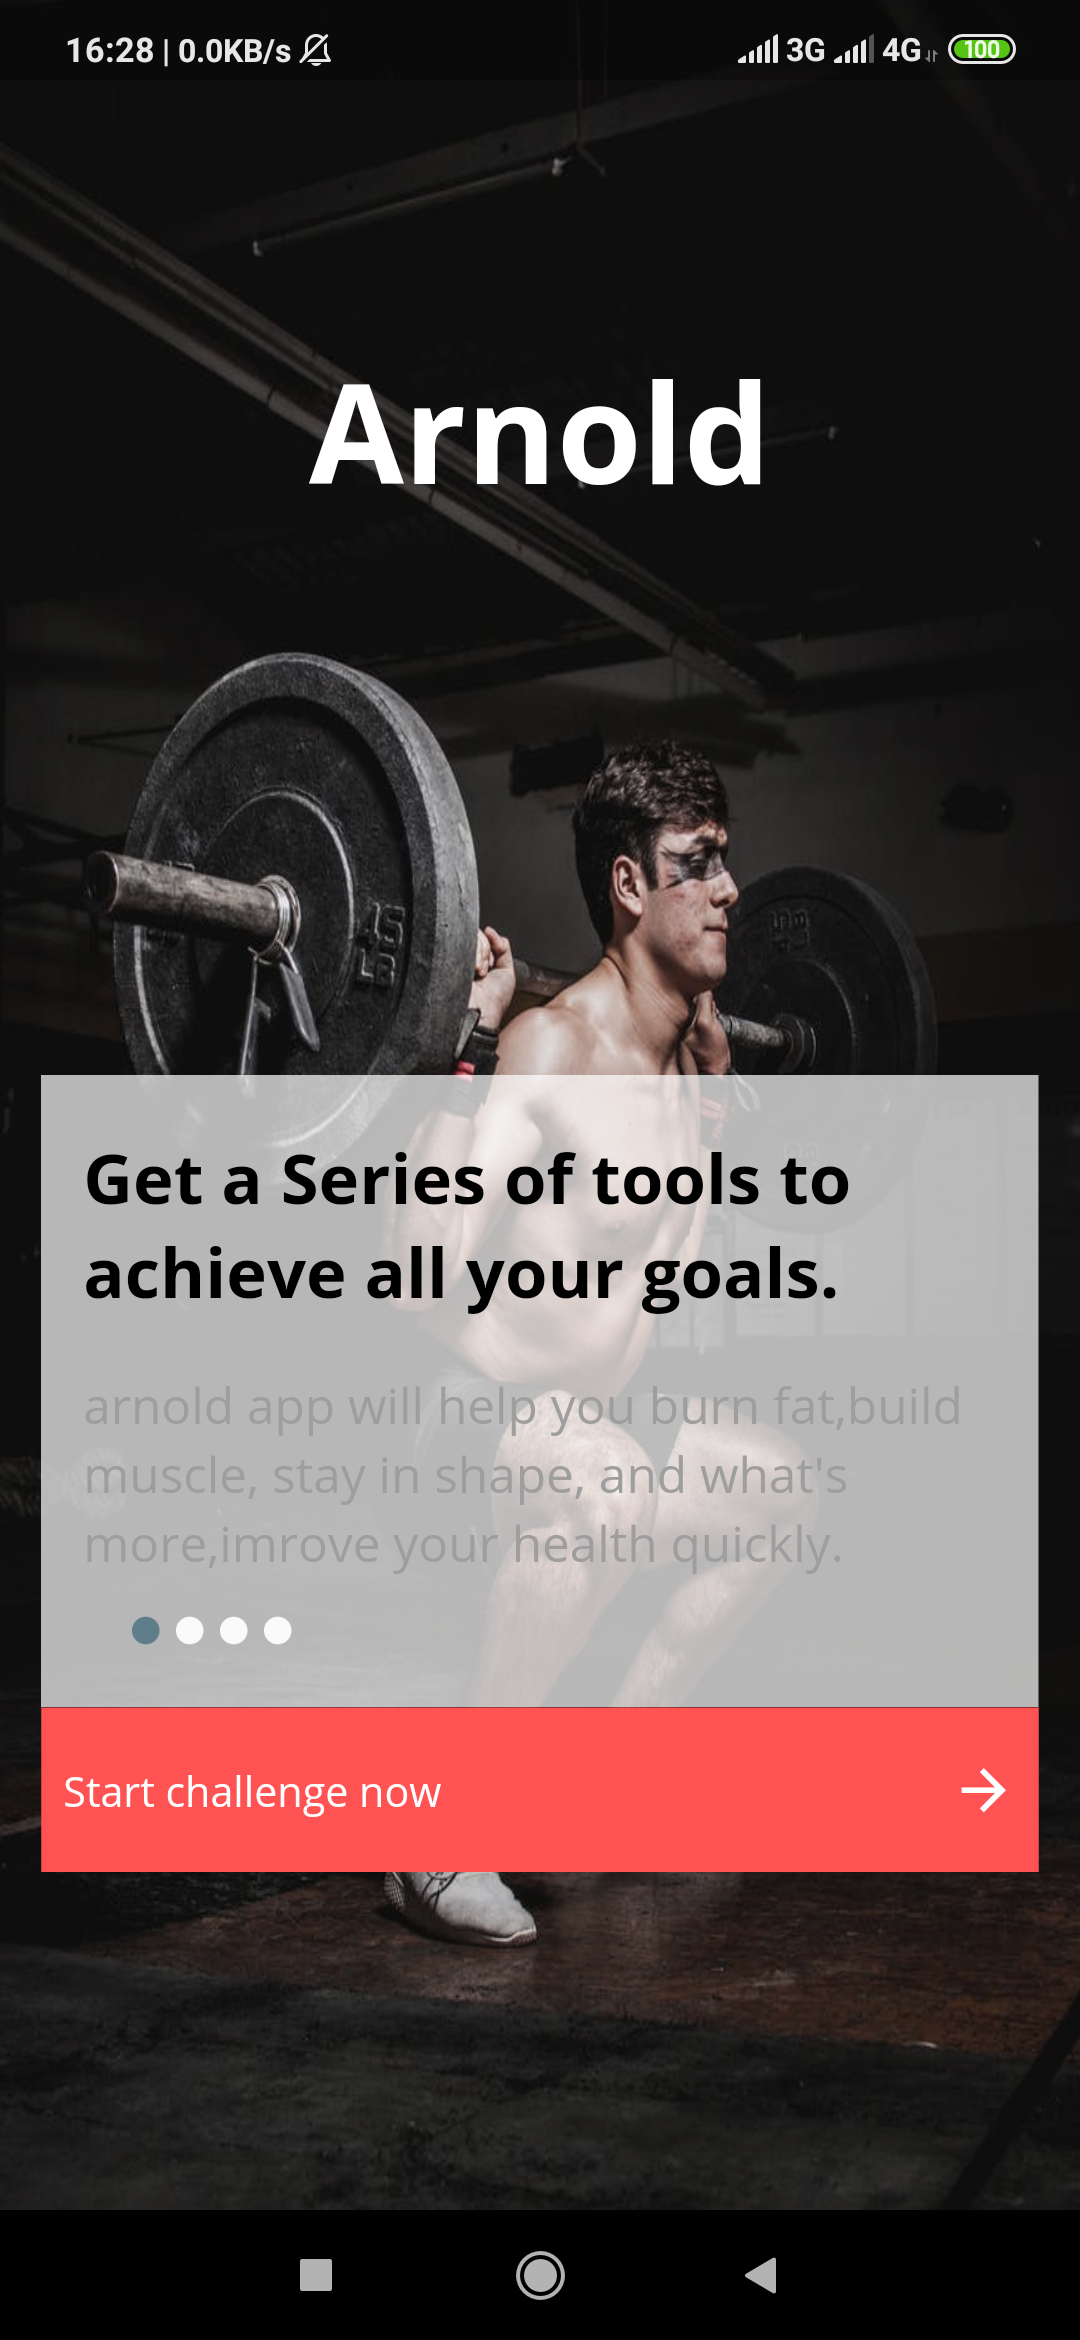 16:28 | 0.0KB/s 3G 4G 100
Arnold
45
LB
Get a Series of tools to
achieve all your goals.
arnold app will help you burn fat,build
muscle, stay in shape, and what's
more,imrove your health quickly.
Start challenge now